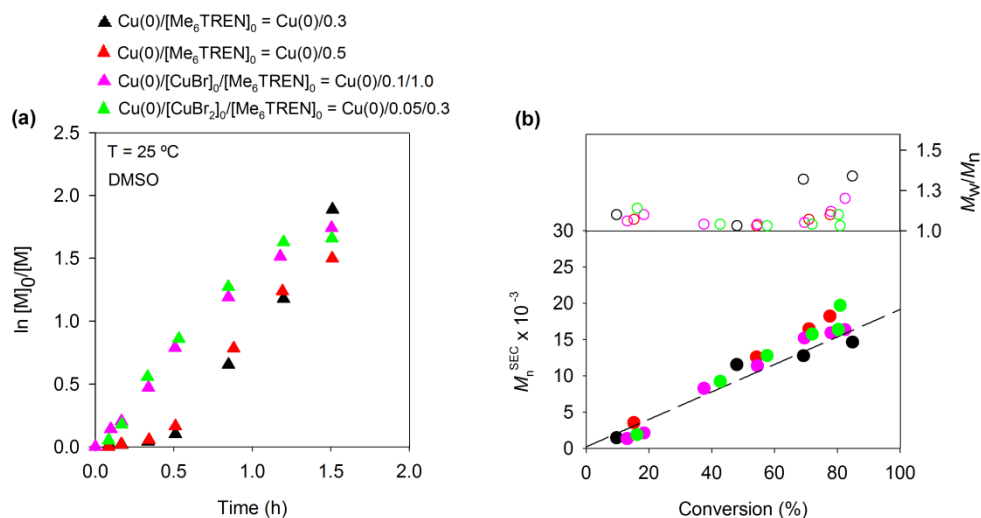 Cu(0)/[Me₆TREN]₀ = Cu(0)/0.3
Cu(0)/[Me₆TREN]₀ = Cu(0)/0.5
Cu(0)/[CuBr]₀/[Me₆TREN]₀ = Cu(0)/0.1/1.0
Cu(0)/[CuBr₂]₀/[Me₆TREN]₀ = Cu(0)/0.05/0.3
(a)
T = 25 ºC
DMSO
ln [M]₀/[M]
2.5
2.0
1.5
1.0
0.5
0.0
0.0 0.5 1.0 1.5 2.0
Time (h)
(b)
1.5
1.3
1.0
Mw/Mn
Mₙ^SEC x 10⁻³
30
25
20
15
10
5
0
0 20 40 60 80 100
Conversion (%)